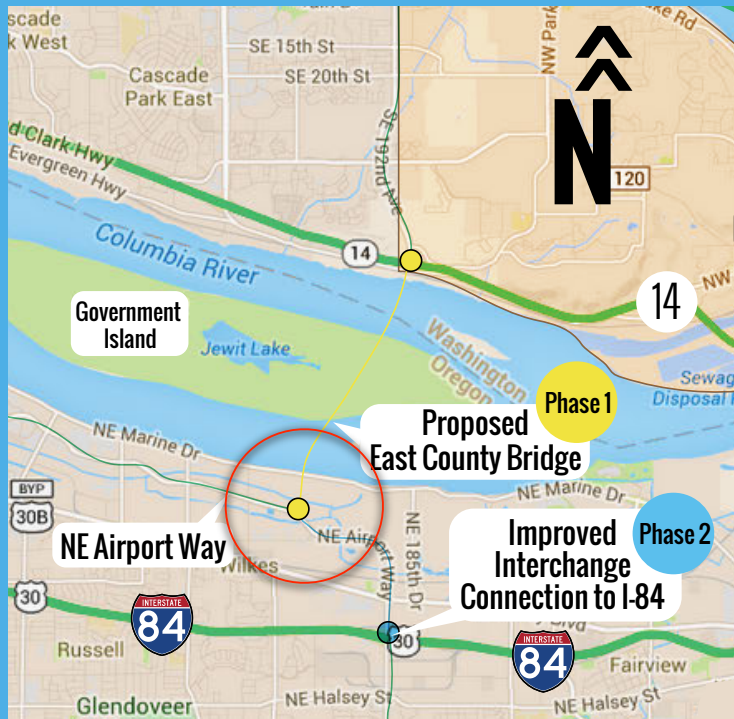 scascade
k West
SE 15th St
SE 20th St
Cascade
Park East
NW Park
ke Rd
N
120
SE 192nd Ave
d Clark Hwy
Evergreen Hwy
14
Columbia River
NW
14
Government
Island
Jewit Lake
Washington
Oregon
Sewag
Disposal
Phase 1
Proposed
East County Bridge
NE Marine Dr
NE Marine Dr
BYP
30B
NE Airport Way
NE Airport Way
NE 185th Dr
Wilkes
Improved
Interchange
Connection to I-84
Phase 2
30
INTERSTATE
84
30
Blvd
INTERSTATE
84
Russell
Fairview
Glendoveer
NE Halsey St
NE Halsey St